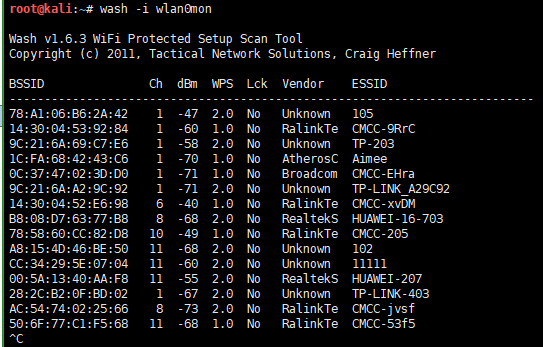 root@kali:~# wash -i wlan0mon
Wash v1.6.3 WiFi Protected Setup Scan Tool
Copyright (c) 2011, Tactical Network Solutions, Craig Heffner
BSSID Ch dBm WPS Lck Vendor ESSID
--------------------------------------------------------------------------------
78:A1:06:B6:2A:42 1 -47 2.0 No Unknown 105
14:30:04:53:92:84 1 -60 1.0 No RalinkTe CMCC-9RrC
9C:21:6A:69:C7:E6 1 -58 2.0 No Unknown TP-203
1C:FA:68:42:43:C6 1 -70 1.0 No AtherosC Aimee
0C:37:47:02:3D:D0 1 -71 1.0 No Broadcom CMCC-EHra
9C:21:6A:A2:9C:92 1 -71 2.0 No Unknown TP-LINK_A29C92
14:30:04:52:E6:98 6 -40 1.0 No RalinkTe CMCC-xvDM
B8:08:D7:63:77:B8 8 -68 2.0 No RealtekS HUAWEI-16-703
78:58:60:CC:82:D8 10 -49 1.0 No RalinkTe CMCC-205
A8:15:4D:46:BE:50 11 -68 2.0 No Unknown 102
CC:34:29:5E:07:04 11 -60 2.0 No Unknown 11111
00:5A:13:40:AA:F8 11 -55 2.0 No RealtekS HUAWEI-207
28:2C:B2:0F:BD:02 1 -67 2.0 No Unknown TP-LINK-403
AC:54:74:02:25:66 8 -73 2.0 No RalinkTe CMCC-jvsf
50:6F:77:C1:F5:68 11 -68 1.0 No RalinkTe CMCC-53f5
^C